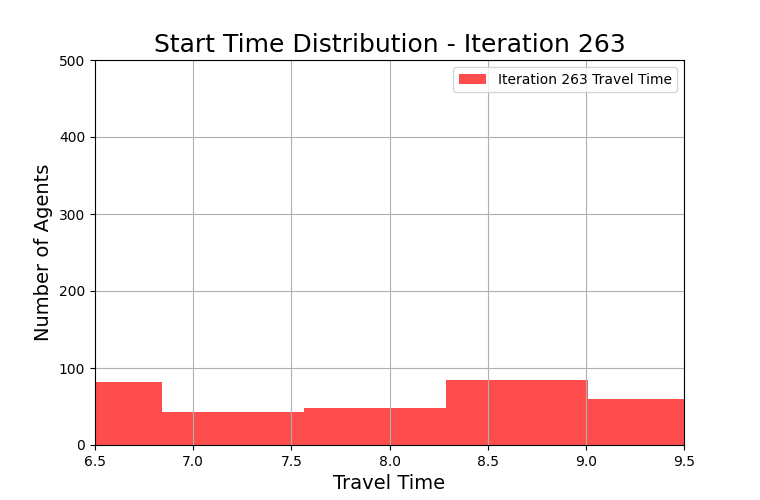 Start Time Distribution - Iteration 263
Iteration 263 Travel Time
Number of Agents
500
400
300
200
100
0
6.5 7.0 7.5 8.0 8.5 9.0 9.5
Travel Time